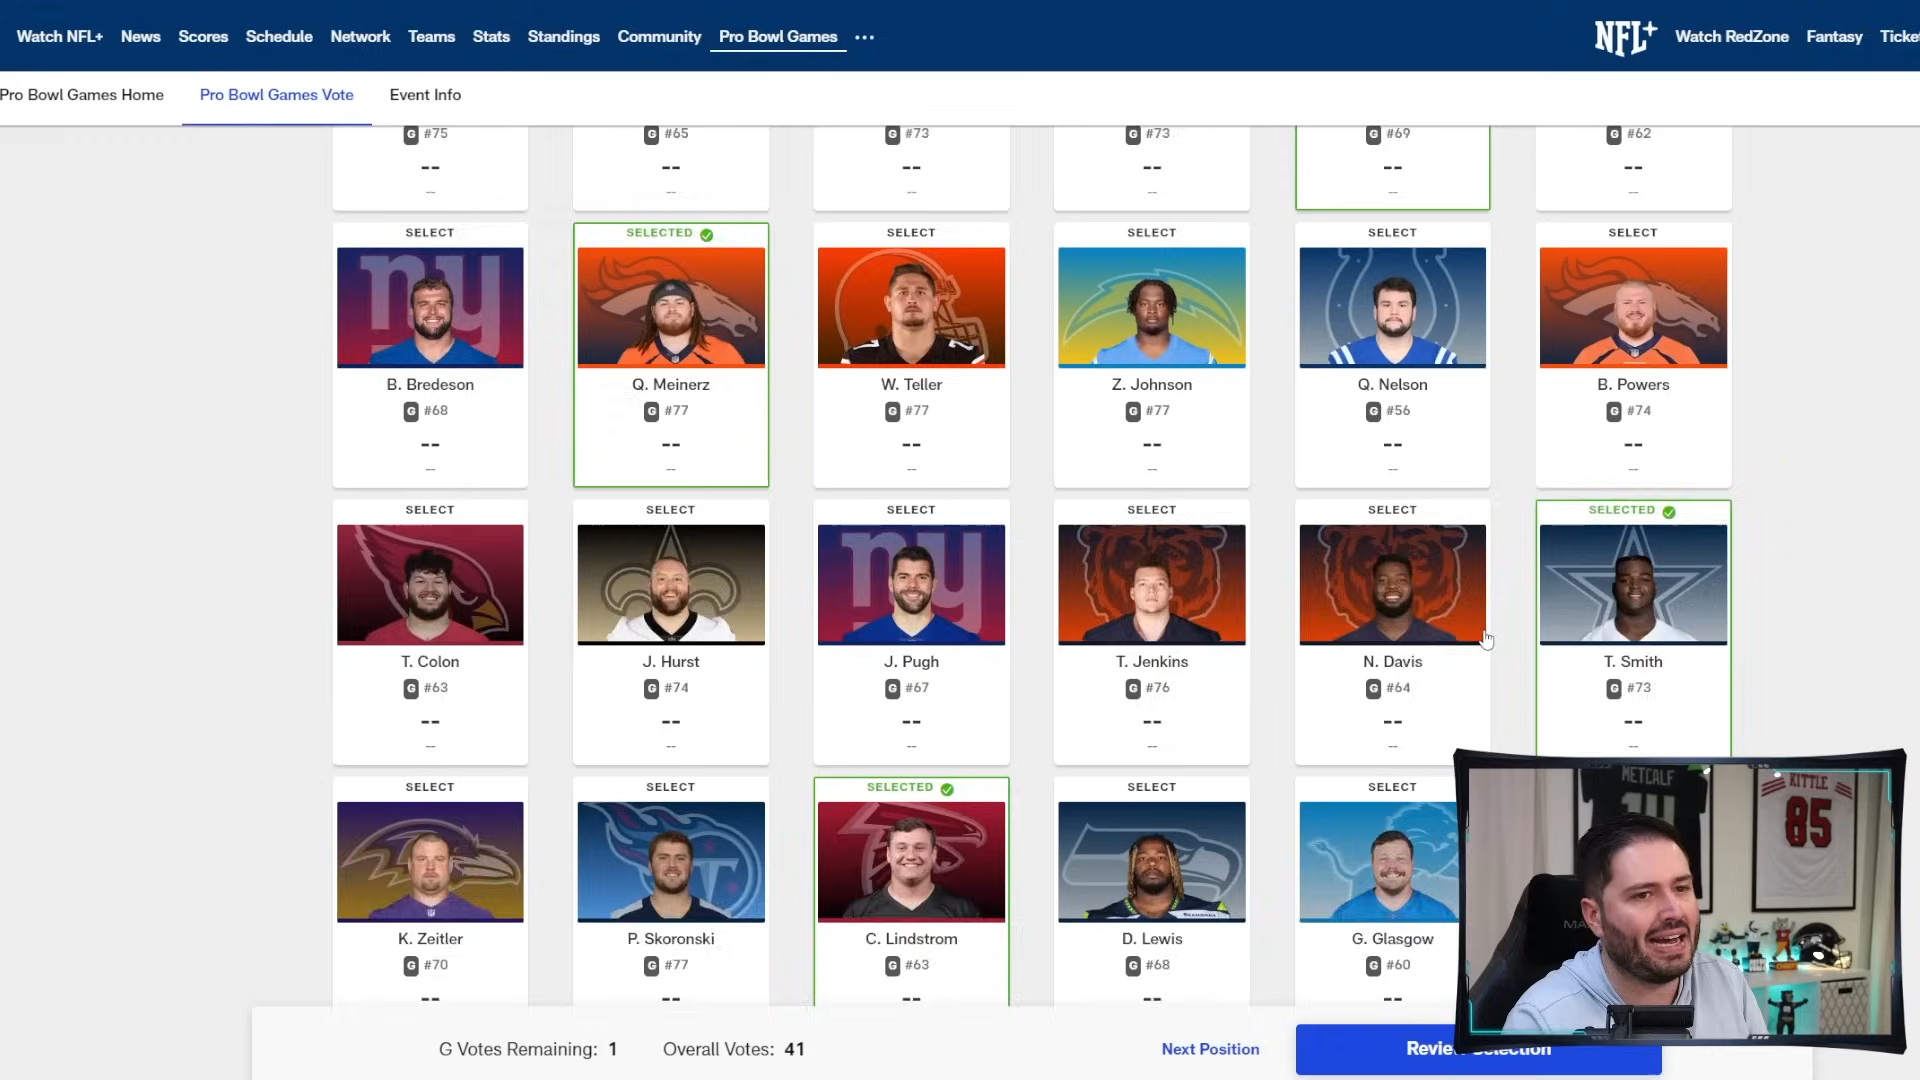 Watch NFL+ News Scores Schedule Network Teams Stats Standings Community Pro Bowl Games ••• NFL+ Watch RedZone Fantasy
Pro Bowl Games Home Pro Bowl Games Vote Event Info
G #75 G #65 G #73 G #73 G #69 G #62
-- -- -- -- -- --
-- -- -- -- -- --
SELECT SELECTED SELECT SELECT SELECT SELECT
B. Bredeson Q. Meinerz W. Teller Z. Johnson Q. Nelson B. Powers
G #68 G #77 G #77 G #77 G #56 G #74
-- -- -- -- -- --
-- -- -- -- -- --
SELECT SELECT SELECT SELECT SELECT SELECTED
T. Colon J. Hurst J. Pugh T. Jenkins N. Davis T. Smith
G #63 G #74 G #67 G #76 G #64 G #73
-- -- -- -- -- --
-- -- -- -- --
SELECT SELECT SELECTED SELECT SELECT
METCALF
KITTLE
85
K. Zeitler P. Skoronski C. Lindstrom D. Lewis G. Glasgow
G #70 G #77 G #63 G #68 G #60
-- -- -- -- --
G Votes Remaining: 1 Overall Votes: 41 Next Position Selection